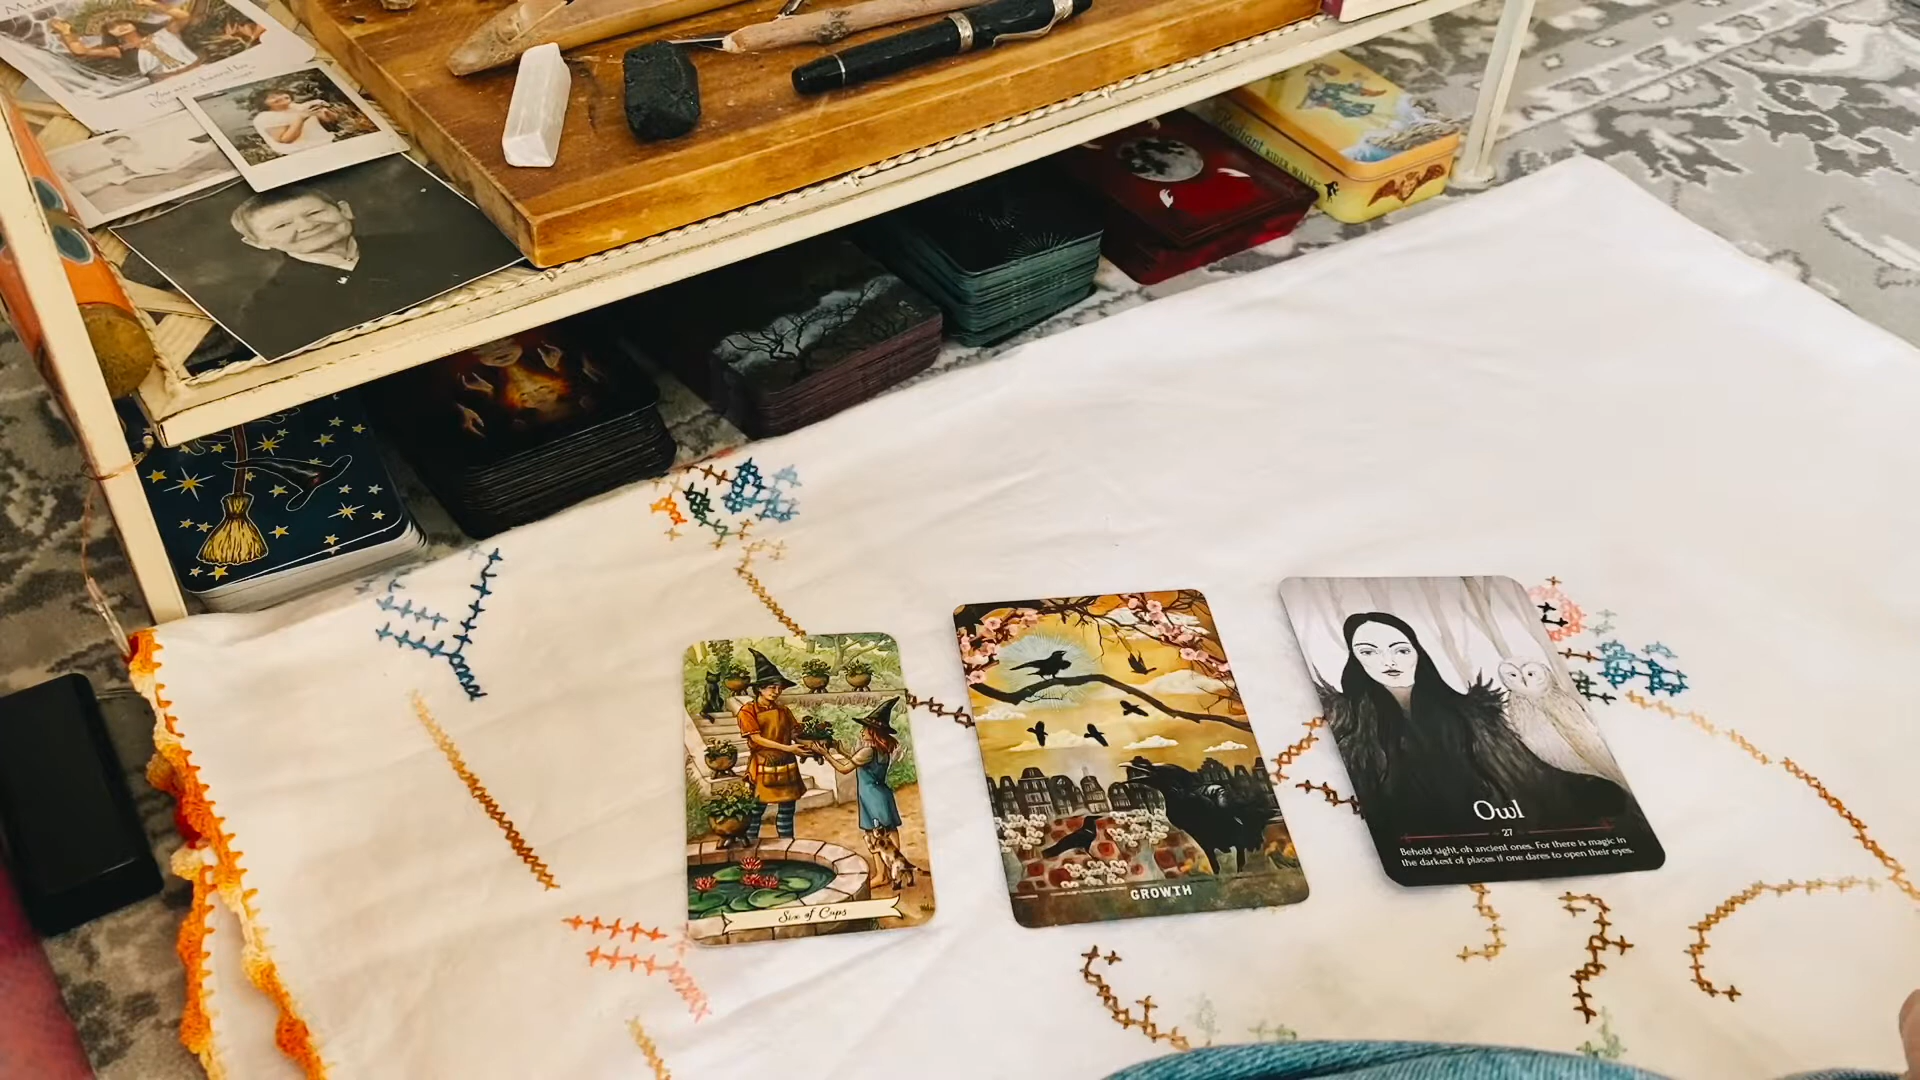 Radiant RIDER WAITE
Six of Cups
GROWTH
Owl
27
Behold sight, oh ancient ones. For there is magic in
the darkest of places if one dares to open their eyes.